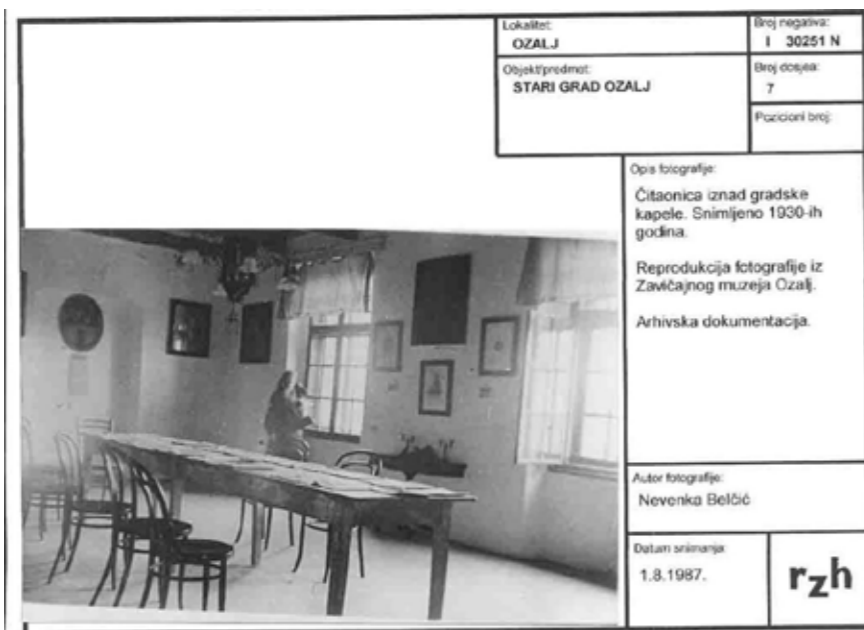 Lokalitet:
OZALJ
Broj negativa:
I 30251 N
Objekt/predmet:
STARI GRAD OZALJ
Broj dosjea:
7
Pozicioni broj:
Opis fotografije:
Čitaonica iznad gradske
kapele. Snimljeno 1930-ih
godina.
Reprodukcija fotografije iz
Zavičajnog muzeja Ozalj.
Arhivska dokumentacija.
Autor fotografije:
Nevenka Belčić
Datum snimanja:
1.8.1987.
rzh